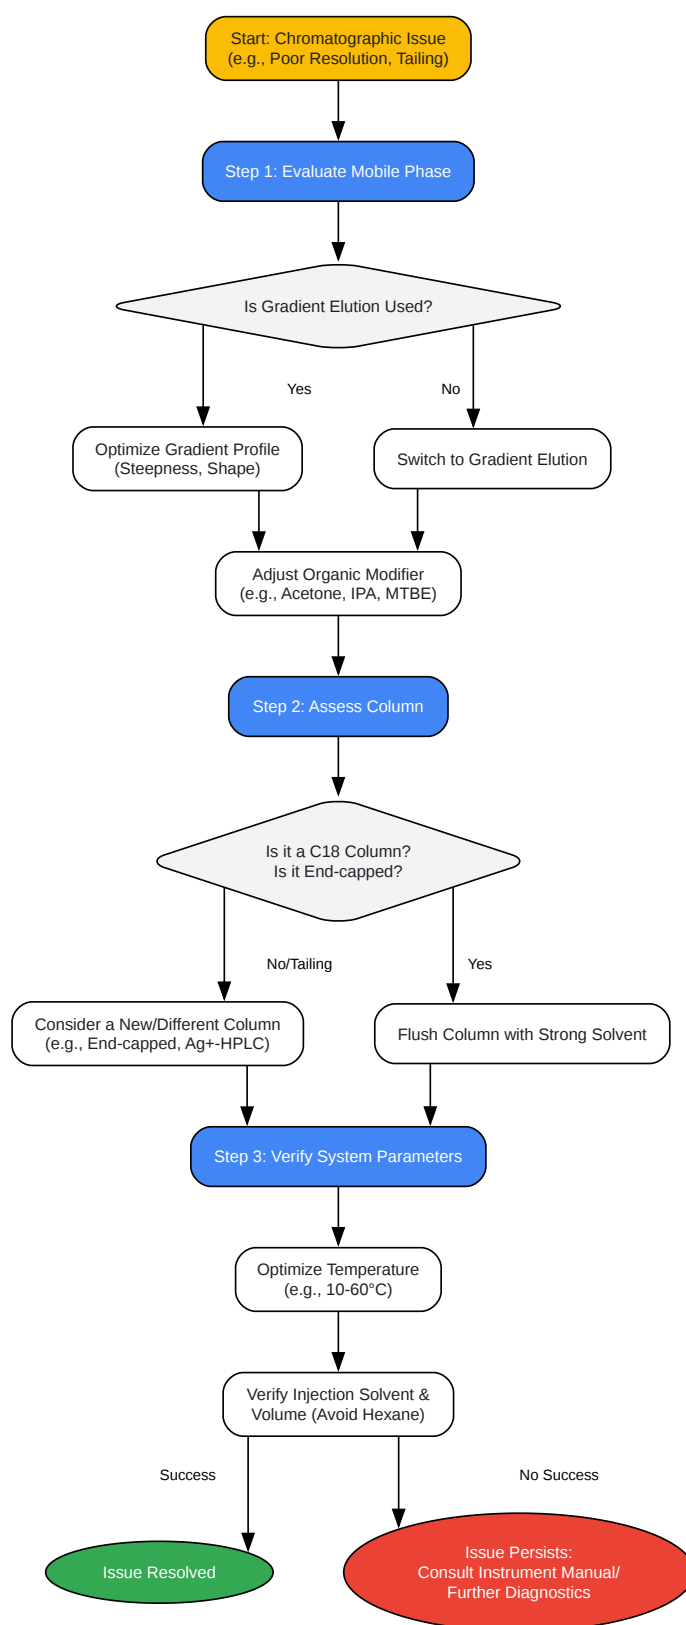 Start: Chromatographic Issue
(e.g., Poor Resolution, Tailing)
Step 1: Evaluate Mobile Phase
Is Gradient Elution Used?
Yes
No
Optimize Gradient Profile
(Steepness, Shape)
Switch to Gradient Elution
Adjust Organic Modifier
(e.g., Acetone, IPA, MTBE)
Step 2: Assess Column
Is it a C18 Column?
Is it End-capped?
No/Tailing
Yes
Consider a New/Different Column
(e.g., End-capped, Ag+-HPLC)
Flush Column with Strong Solvent
Step 3: Verify System Parameters
Optimize Temperature
(e.g., 10-60°C)
Verify Injection Solvent &
Volume (Avoid Hexane)
Success
No Success
Issue Resolved
Issue Persists:
Consult Instrument Manual/
Further Diagnostics